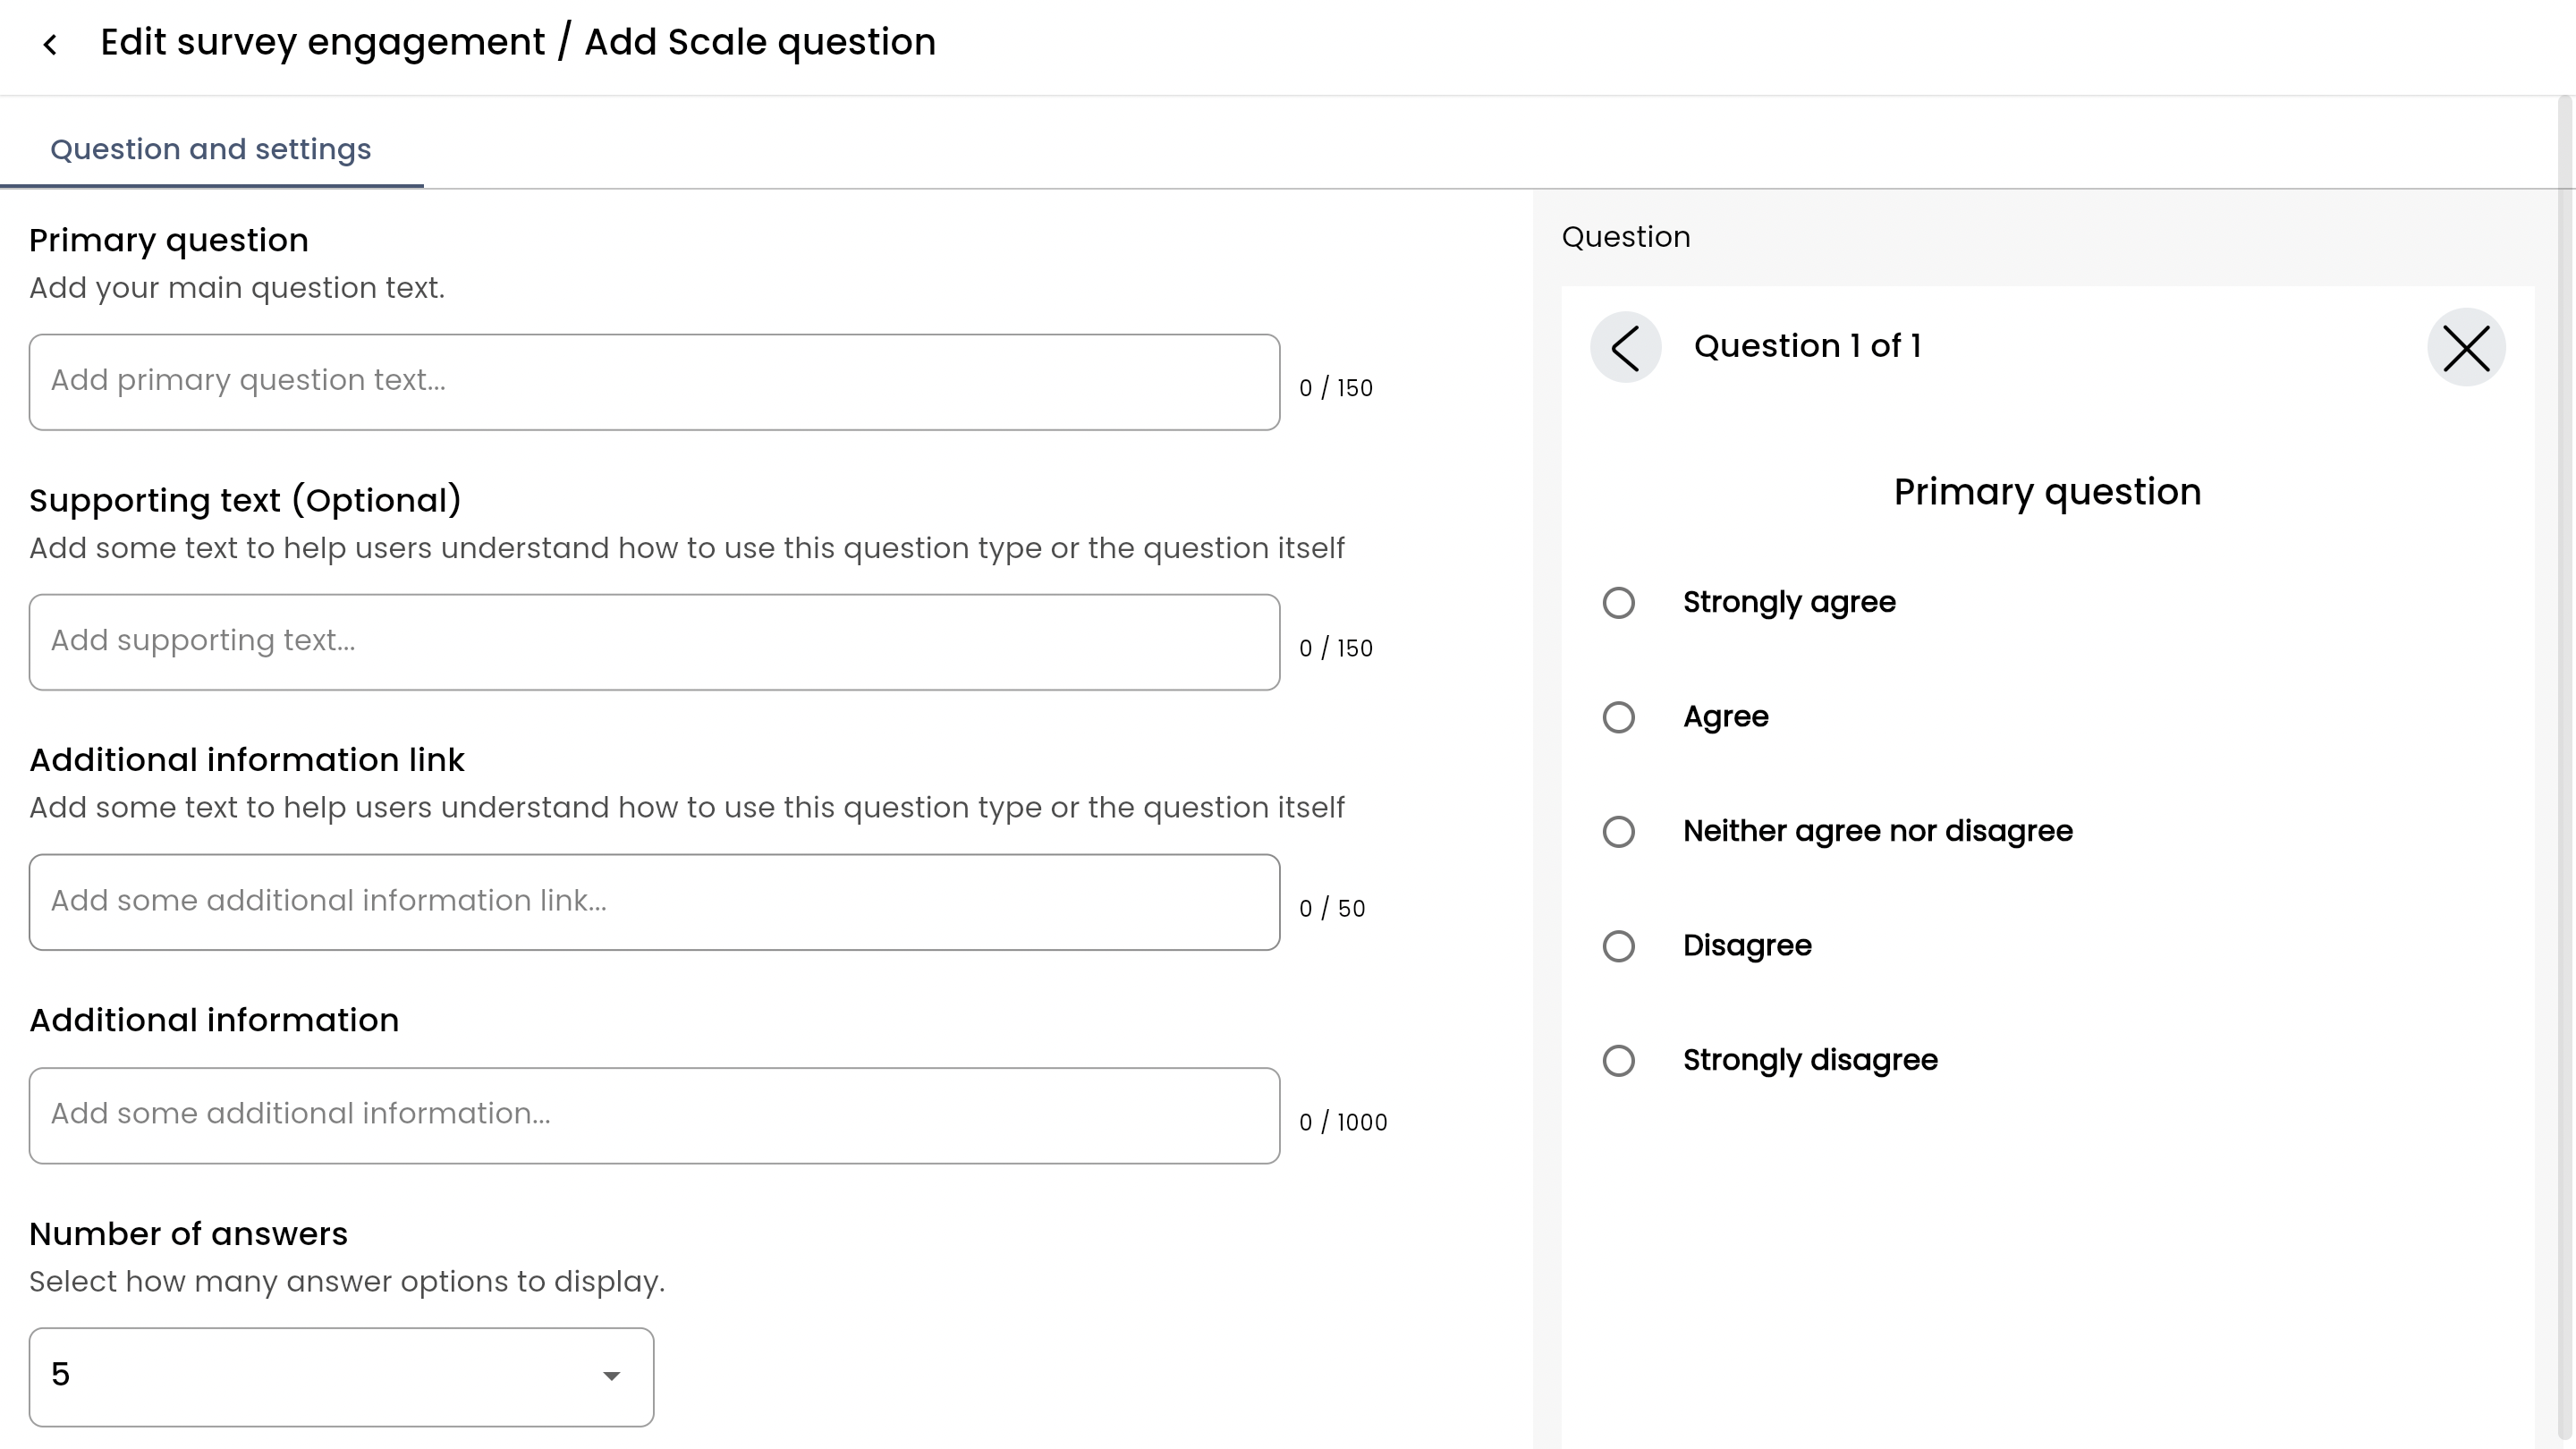 Edit survey engagement / Add Scale question
Question and settings
Primary question
Add your main question text.
Add primary question text...
0 / 150
Supporting text (Optional)
Add some text to help users understand how to use this question type or the question itself
Add supporting text...
0 / 150
Additional information link
Add some text to help users understand how to use this question type or the question itself
Add some additional information link...
0 / 50
Additional information
Add some additional information...
0 / 1000
Number of answers
Select how many answer options to display.
5
Question
Question 1 of 1
Primary question
Strongly agree
Agree
Neither agree nor disagree
Disagree
Strongly disagree